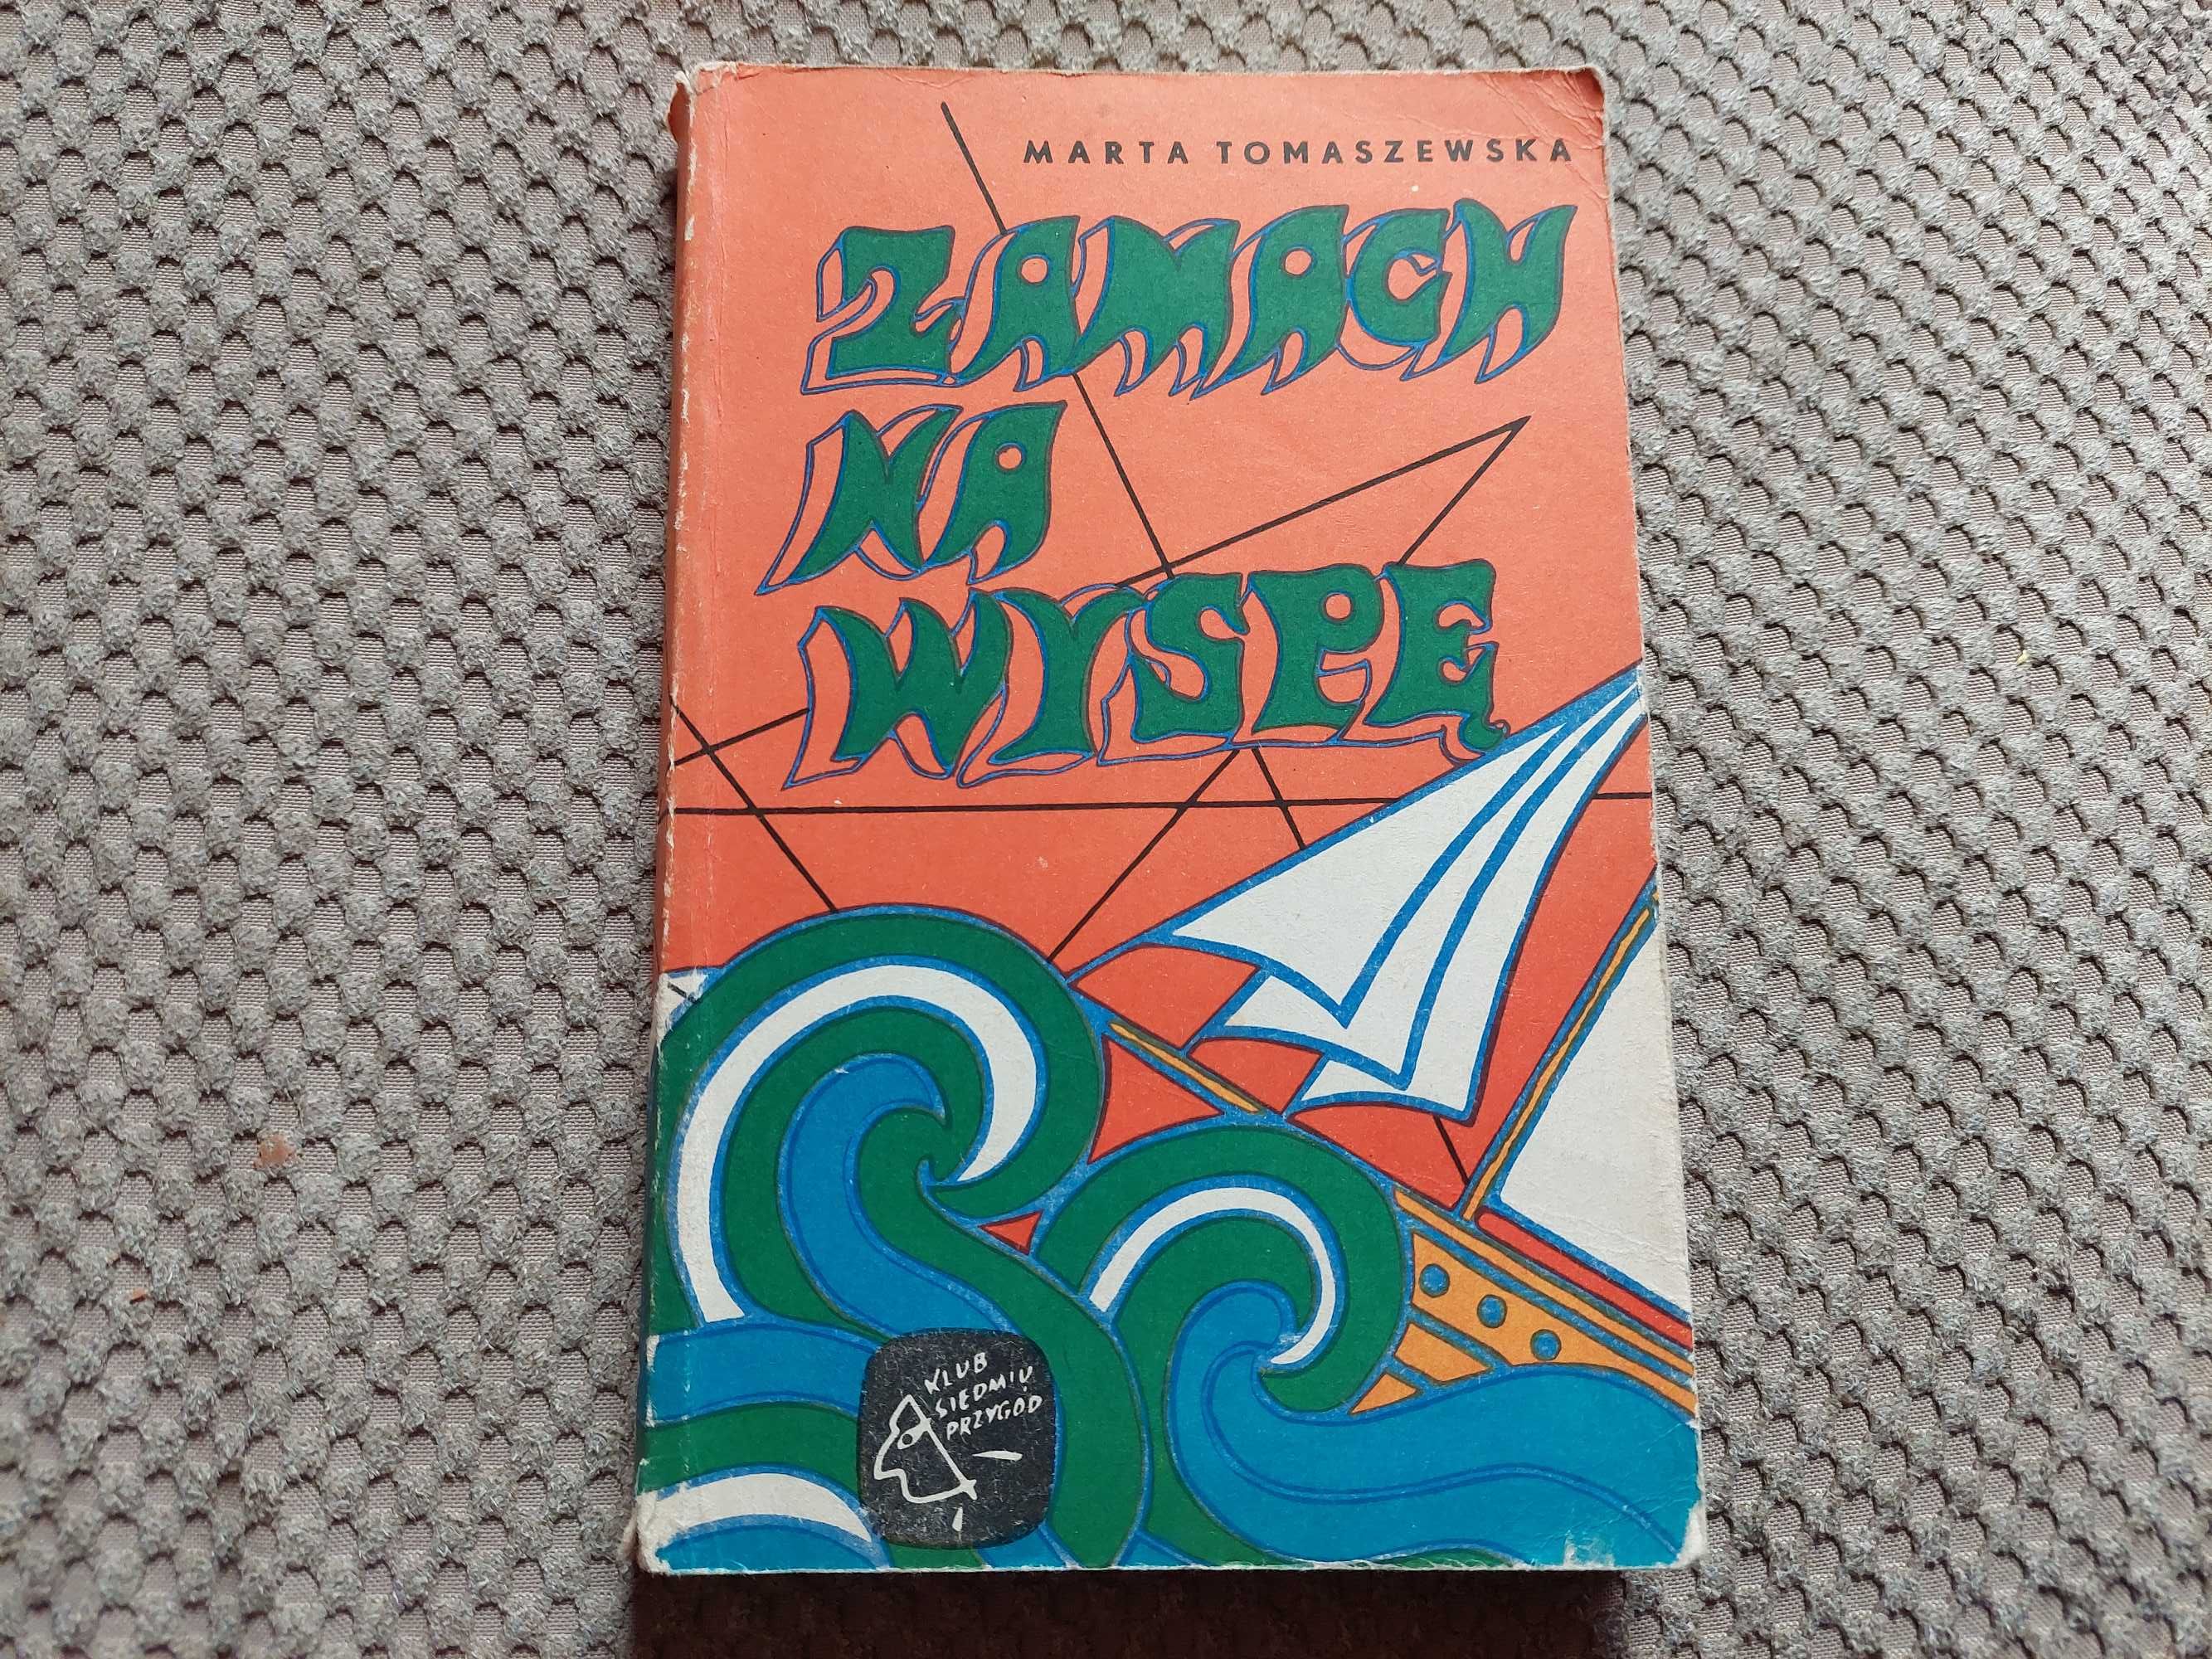 MARTA TOMASZEWSKA
ZAMACH
NA
WYSPĘ
KLUB
SIEDMIU
PRZYGÓD